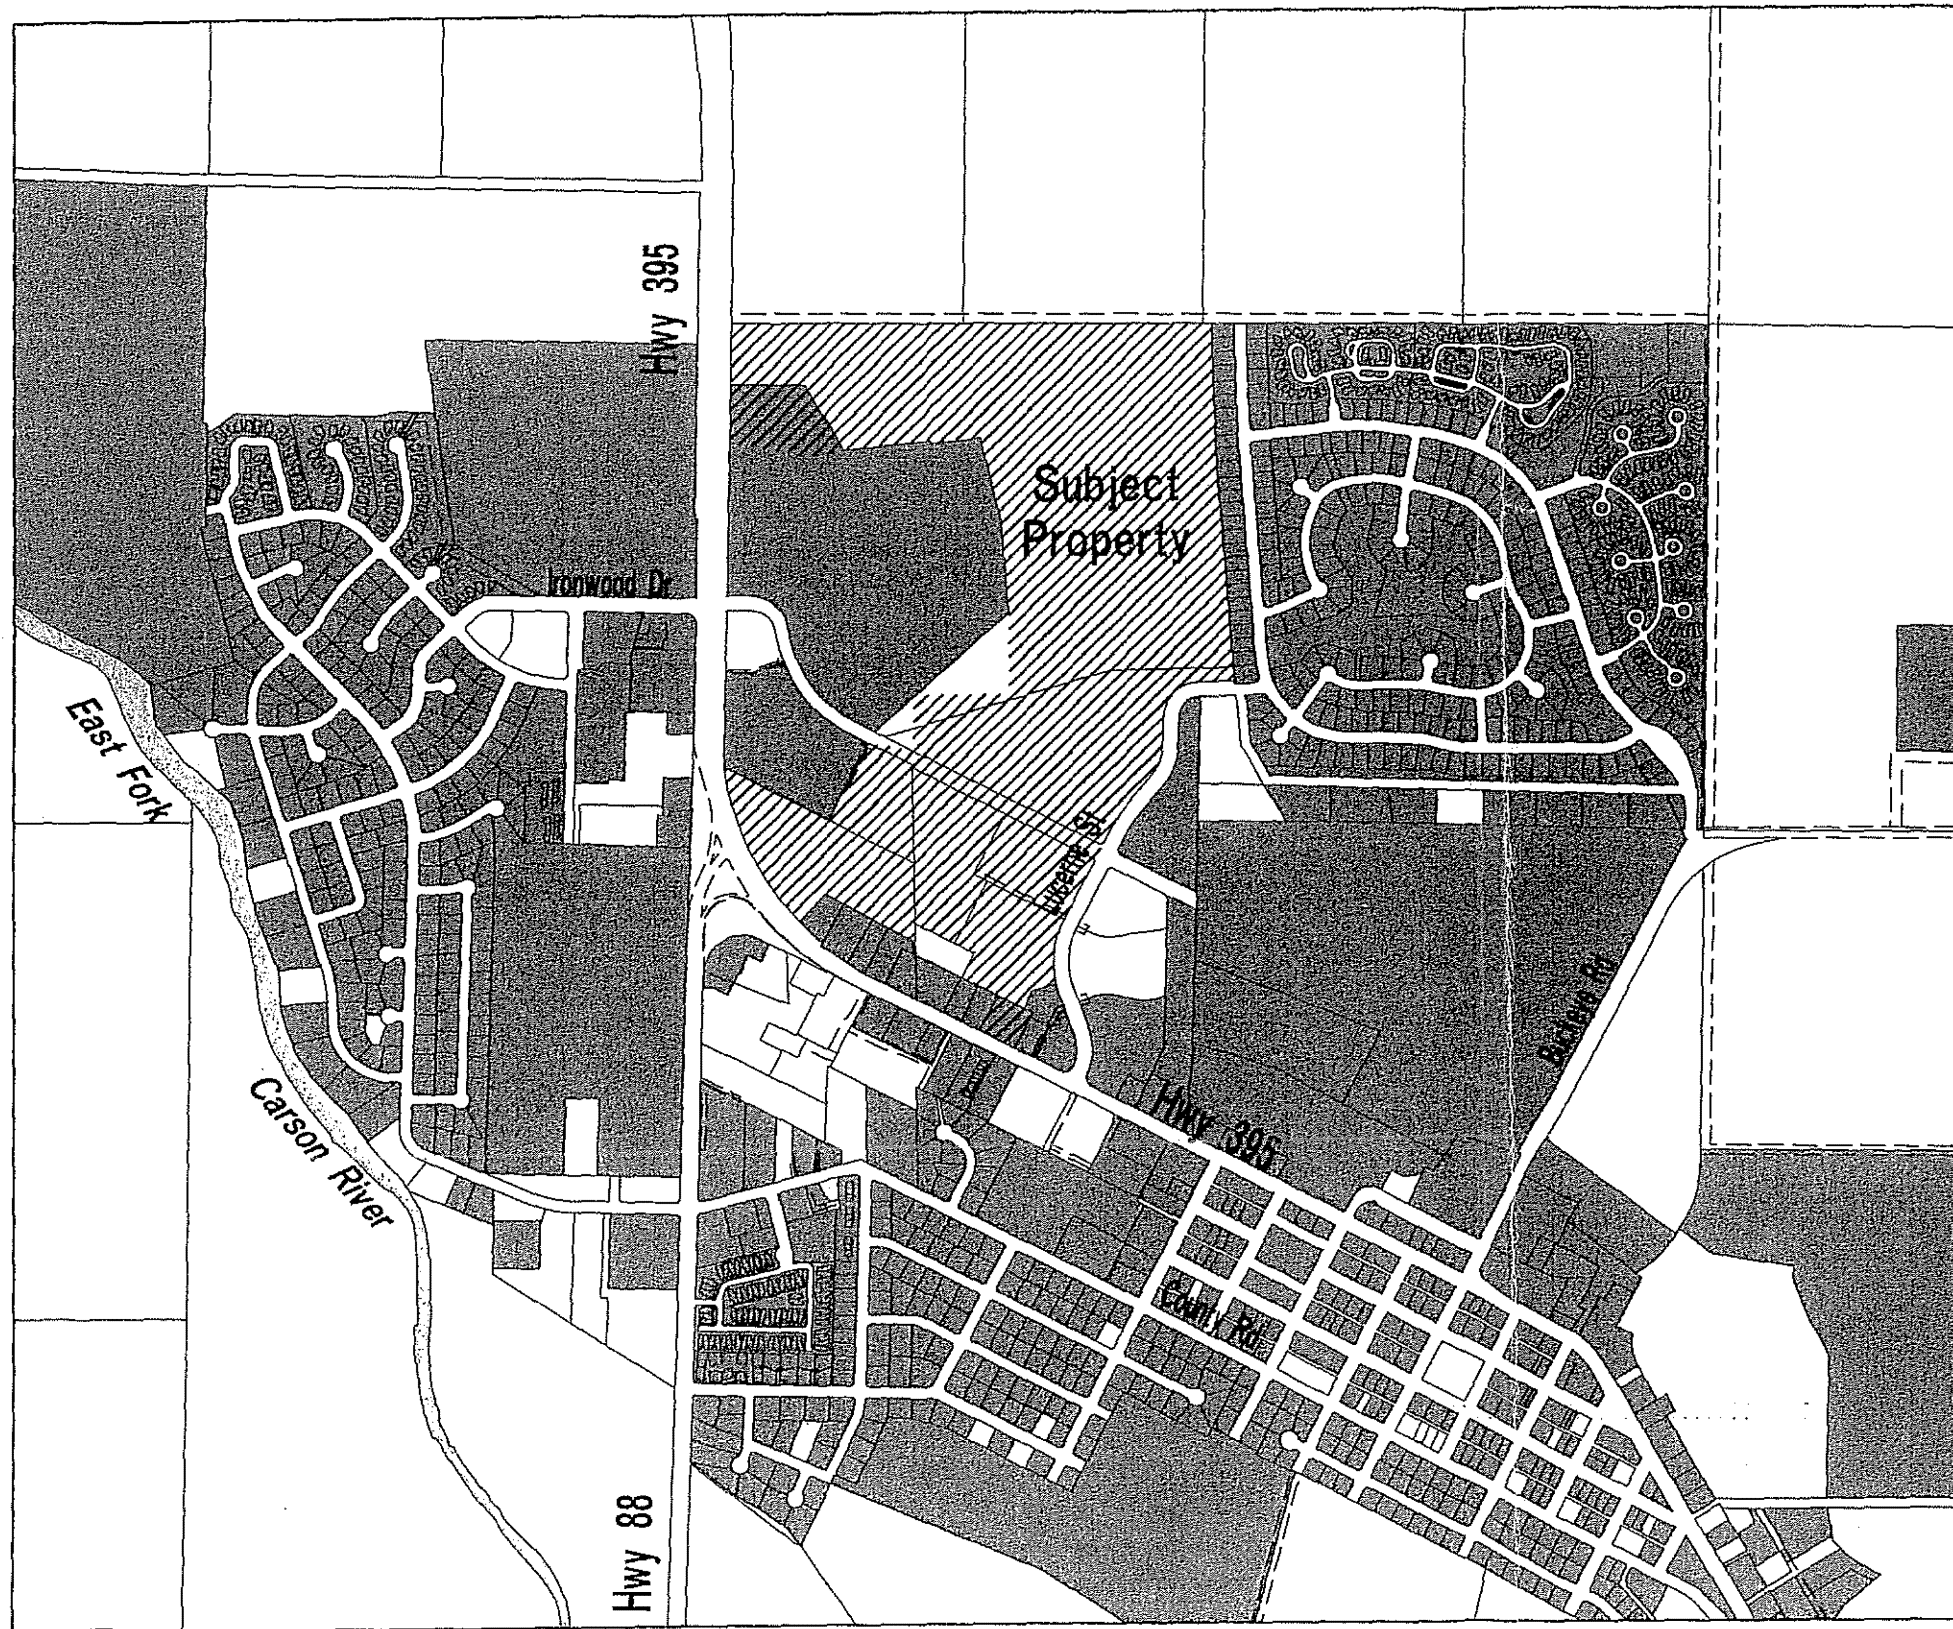 Hwy 395
Subject
Property
Ironwood Dr
East Fork
Lucerne St
Buckeye Rd
Carson River
Hwy 395
County Rd
Hwy 88